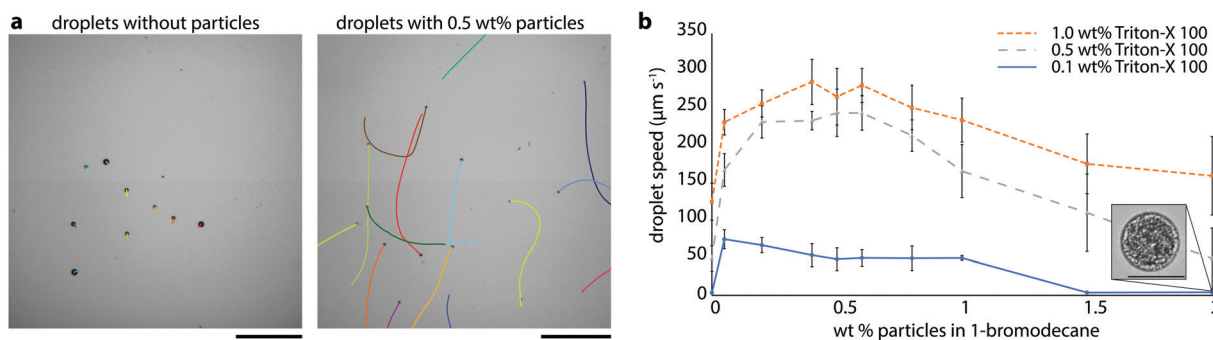 a
droplets without particles
droplets with 0.5 wt% particles
b
1.0 wt% Triton-X 100
0.5 wt% Triton-X 100
0.1 wt% Triton-X 100
droplet speed (μm s⁻¹)
350
300
250
200
150
100
50
0
0
0.5
1
1.5
2
wt % particles in 1-bromodecane